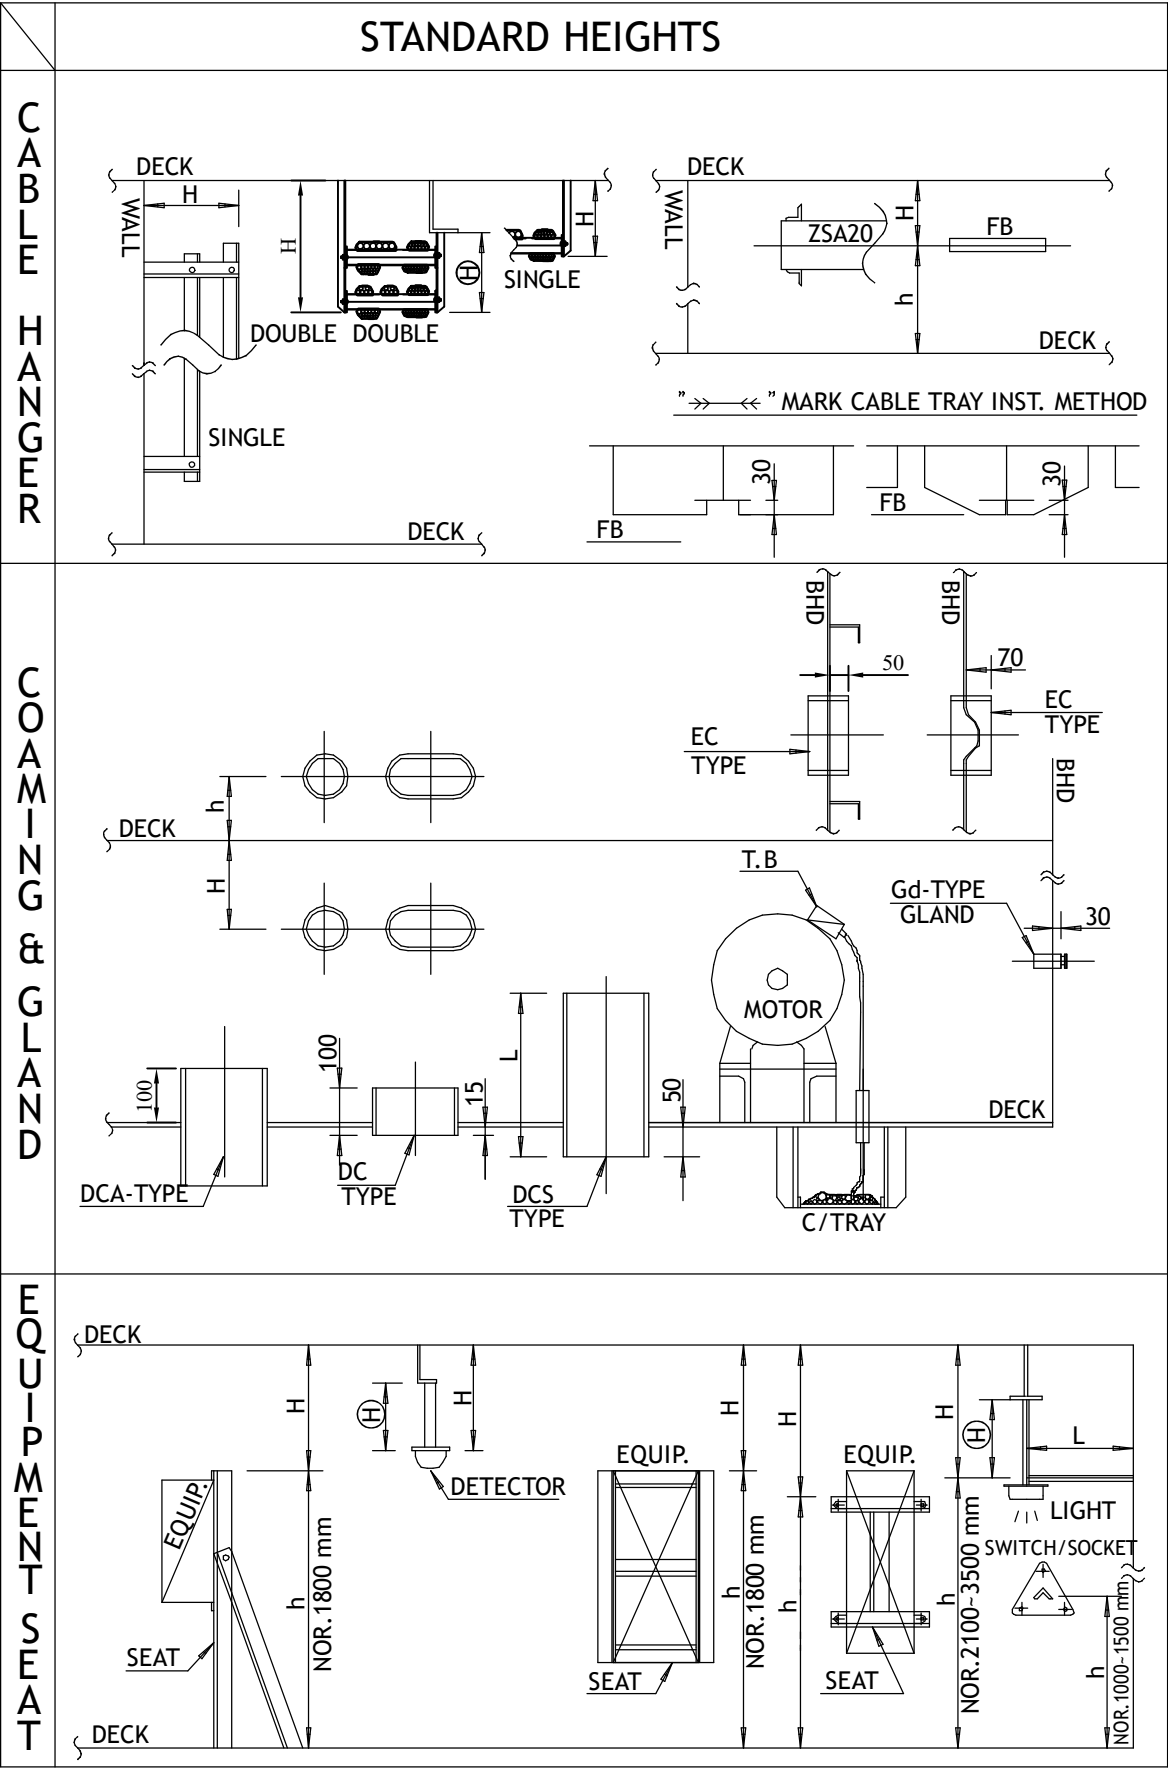 STANDARD HEIGHTS
CABLE HANGER
DECK
H
WALL
H
H
H
DOUBLE
DOUBLE
SINGLE
SINGLE
DECK
DECK
WALL
H
ZSA20
FB
h
DECK
"        " MARK CABLE TRAY INST. METHOD
30
FB
30
FB
COAMING & GLAND
BHD
50
EC
TYPE
BHD
70
EC
TYPE
BHD
h
DECK
H
T.B
Gd-TYPE
GLAND
30
MOTOR
100
DCA-TYPE
100
DC
TYPE
15
L
DCS
TYPE
50
DECK
C/TRAY
EQUIPMENT SEAT
DECK
H
EQUIP.
SEAT
h
NOR.1800 mm
H
H
DETECTOR
EQUIP.
SEAT
H
h
NOR.1800 mm
H
h
EQUIP.
SEAT
H
h
NOR.2100~3500 mm
H
L
LIGHT
SWITCH/SOCKET
h
NOR.1000~1500 mm
DECK